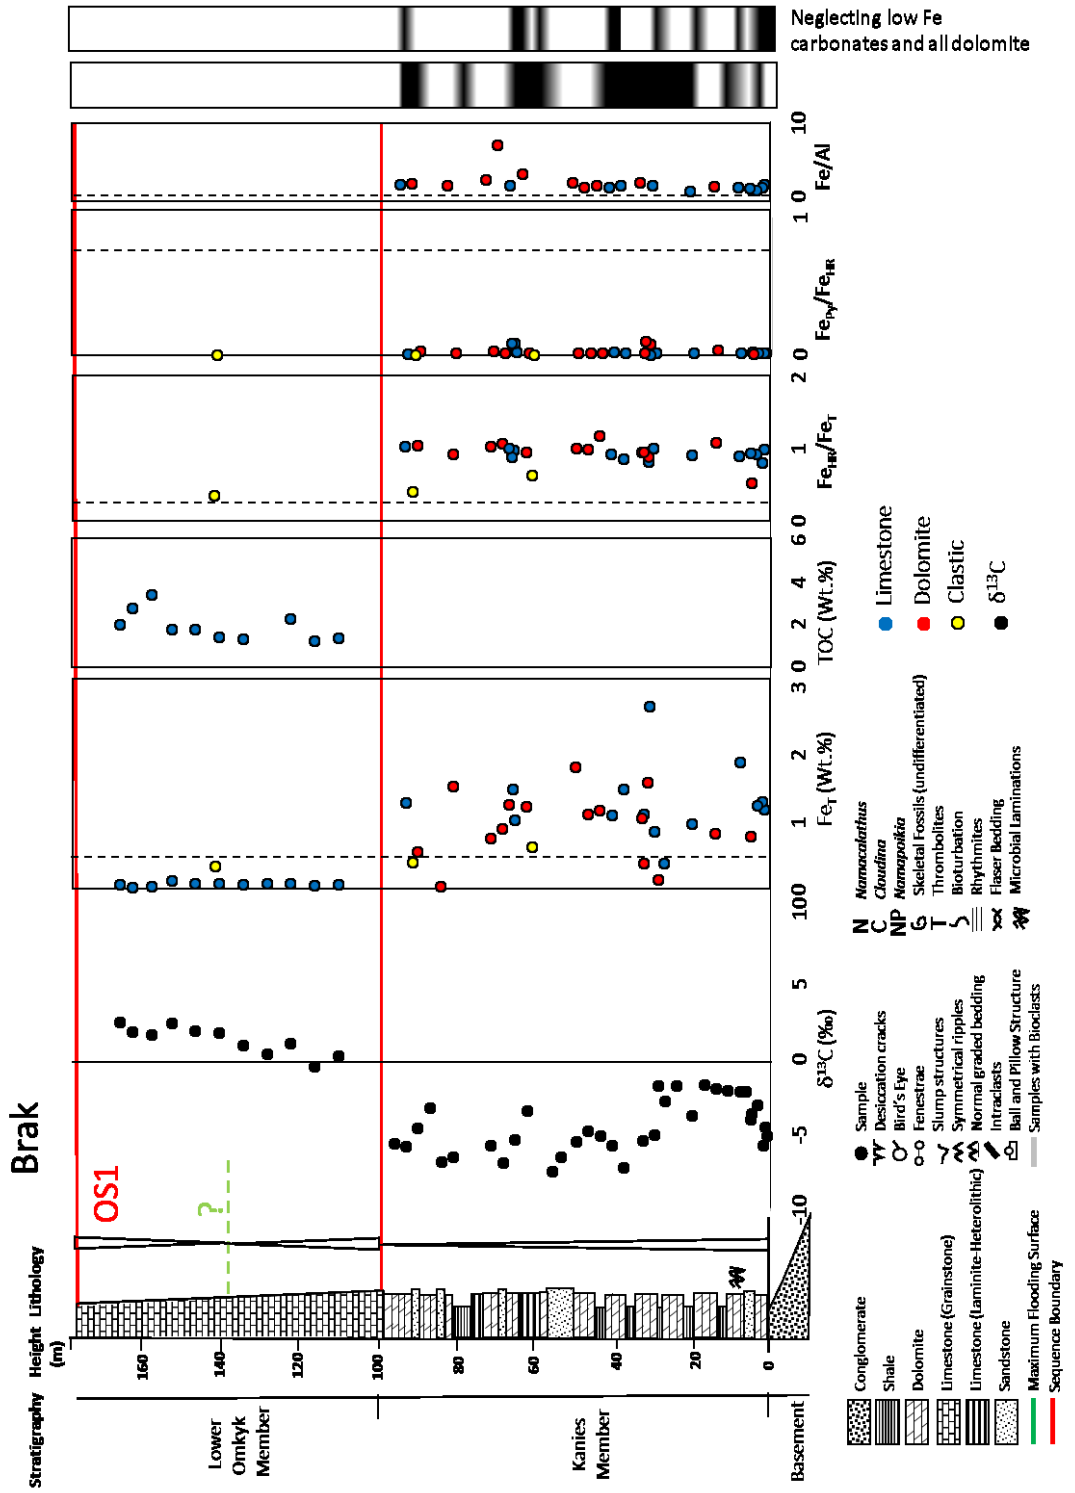 Brak
Stratigraphy Height Lithology
(m)
OS1
?
160
140
120
100
80
60
40
20
0
Lower
Omkyk
Member
Kanies
Member
Basement
-10
-5
0
5
10
δ13C (‰)
0
1
2
3
FeT (Wt.%)
0
2
4
6
TOC (Wt.%)
0
1
2
FeHR/FeT
0
1
FePy/FeHR
0
10
Fe/Al
Neglecting low Fe
carbonates and all dolomite
Conglomerate
Shale
Dolomite
Limestone (Grainstone)
Limestone (Laminite-Heterolithic)
Sandstone
Maximum Flooding Surface
Sequence Boundary
Sample
Desiccation cracks
Bird's Eye
Fenestrae
Slump structures
Symmetrical ripples
Normal graded bedding
Intraclasts
Ball and Pillow Structure
Samples with Bioclasts
N Namacalathus
C Cloudina
NP Namapoikia
Skeletal Fossils (undifferentiated)
T Thrombolites
Bioturbation
Rhythmites
Flaser Bedding
Microbial Laminations
Limestone
Dolomite
Clastic
δ13C